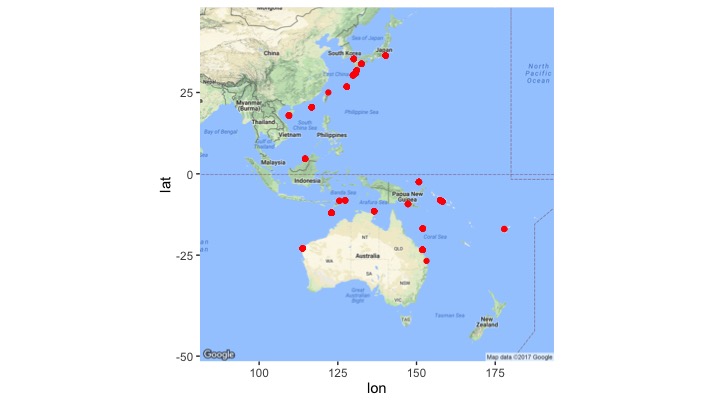 Sea of Japan
South Korea
Japan
China
East China
Nepal
North
Pacific
Ocean
25
Myanmar
(Burma)
Philippine Sea
Thailand
South
China Sea
Bay of Bengal
Vietnam
Philippines
Gulf of
Thailand
Malaysia
0
Indonesia
lat
Banda Sea
Papua New
Guinea
Arafura Sea
Coral Sea
NT
QLD
-25
WA
Australia
SA
NSW
Great
Australian
Bight
VIC
Tasman Sea
TAS
New
Zealand
-50
Google
Map data ©2017 Google
100
125
150
175
lon